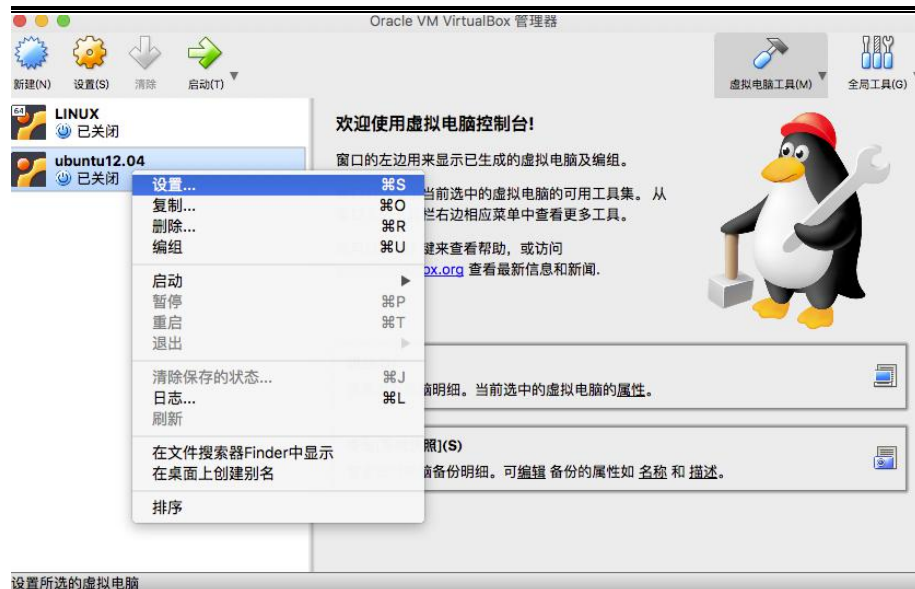 Oracle VM VirtualBox 管理器
新建(N) 设置(S) 清除 启动(T) 虚拟电脑工具(M) 全局工具(G)
64
LINUX
已关闭
ubuntu12.04
已关闭
设置... ⌘S
复制... ⌘O
删除... ⌘R
编组 ⌘U
启动
暂停 ⌘P
重启 ⌘T
退出
清除保存的状态... ⌘J
日志... ⌘L
刷新
在文件搜索器Finder中显示
在桌面上创建别名
排序
欢迎使用虚拟电脑控制台!
窗口的左边用来显示已生成的虚拟电脑及编组。
当前选中的虚拟电脑的可用工具集。 从
栏右边相应菜单中查看更多工具。
键来查看帮助，或访问
ox.org 查看最新信息和新闻.
脑明细。当前选中的虚拟电脑的属性。
照](S)
脑备份明细。可编辑 备份的属性如 名称 和 描述。
设置所选的虚拟电脑